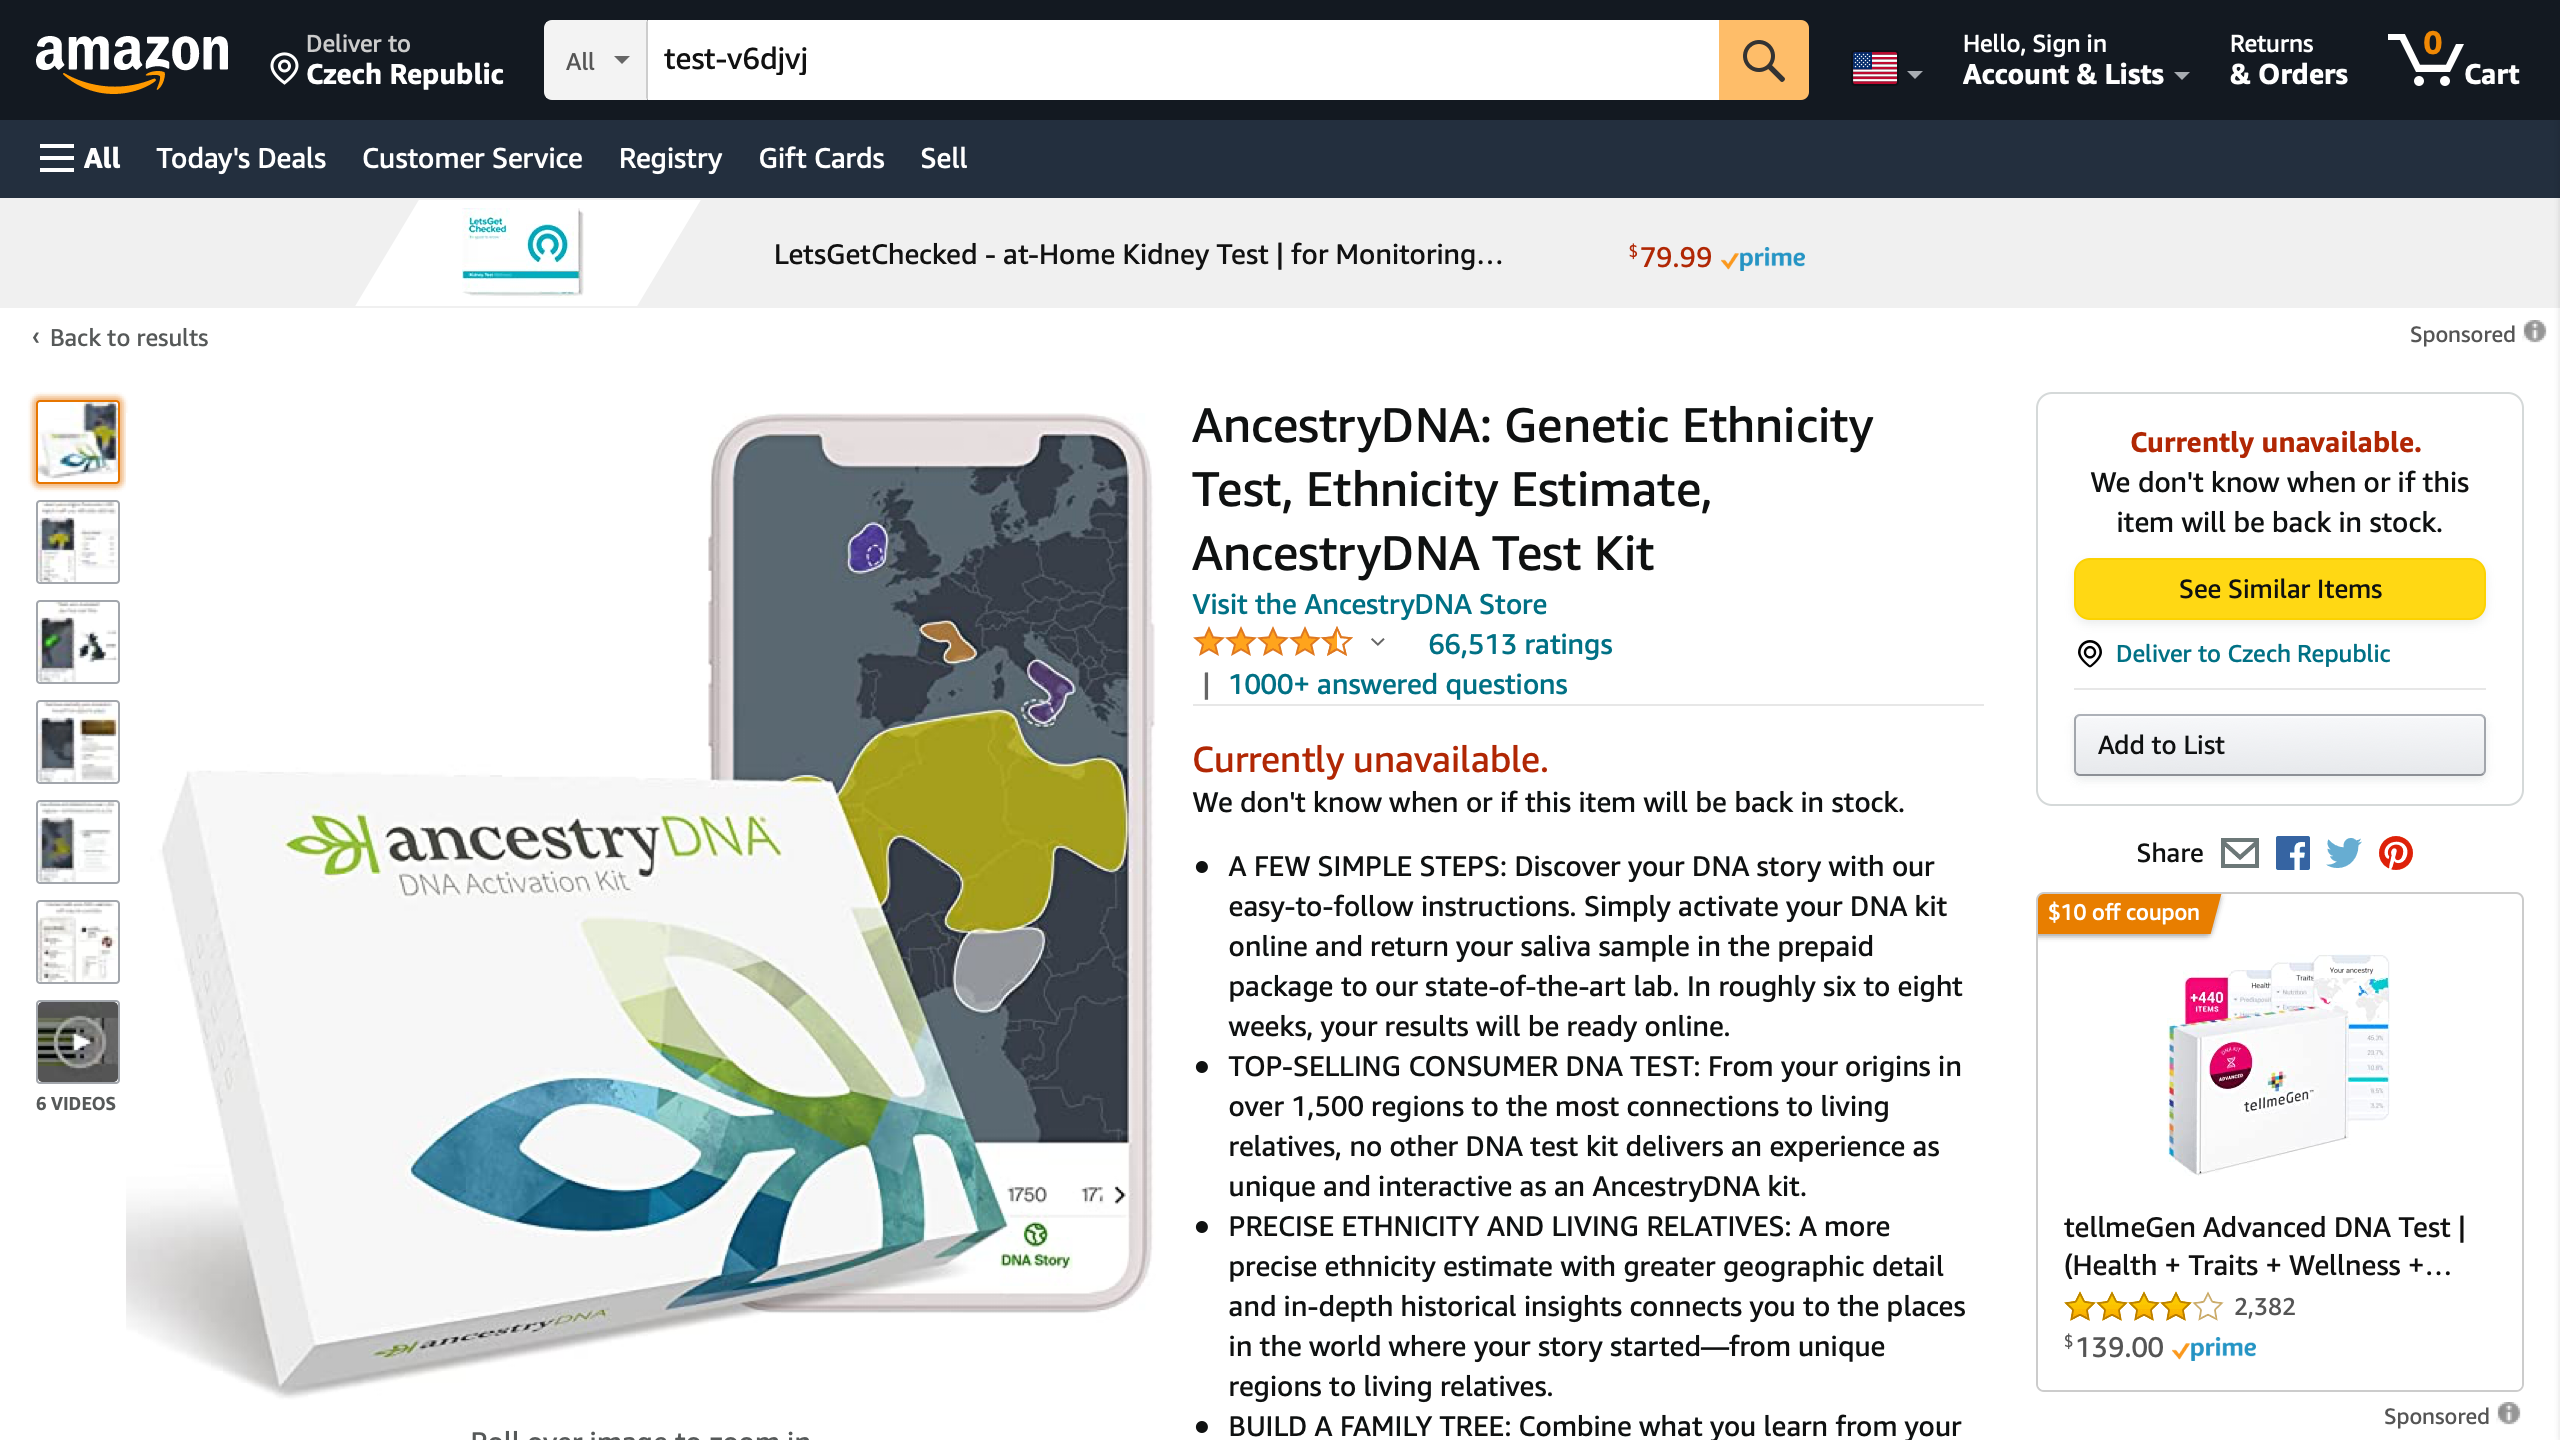 amazon
Deliver to
Czech Republic
All
test-v6djvj
Hello, Sign in
Account & Lists
Returns
& Orders
0
Cart
All
Today's Deals
Customer Service
Registry
Gift Cards
Sell
LetsGet
Checked
LetsGetChecked - at-Home Kidney Test | for Monitoring…
$79.99 prime
‹ Back to results
Sponsored
6 VIDEOS
ancestryDNA
DNA Activation Kit
ancestryDNA
1750
DNA Story
AncestryDNA: Genetic Ethnicity
Test, Ethnicity Estimate,
AncestryDNA Test Kit
Visit the AncestryDNA Store
66,513 ratings
| 1000+ answered questions
Currently unavailable.
We don't know when or if this item will be back in stock.
• A FEW SIMPLE STEPS: Discover your DNA story with our
easy-to-follow instructions. Simply activate your DNA kit
online and return your saliva sample in the prepaid
package to our state-of-the-art lab. In roughly six to eight
weeks, your results will be ready online.
• TOP-SELLING CONSUMER DNA TEST: From your origins in
over 1,500 regions to the most connections to living
relatives, no other DNA test kit delivers an experience as
unique and interactive as an AncestryDNA kit.
• PRECISE ETHNICITY AND LIVING RELATIVES: A more
precise ethnicity estimate with greater geographic detail
and in-depth historical insights connects you to the places
in the world where your story started—from unique
regions to living relatives.
• BUILD A FAMILY TREE: Combine what you learn from your
Roll over image to zoom in
Currently unavailable.
We don't know when or if this
item will be back in stock.
See Similar Items
Deliver to Czech Republic
Add to List
Share
$10 off coupon
+440
ITEMS
Your ancestry
tellmeGen
tellmeGen Advanced DNA Test |
(Health + Traits + Wellness +…
2,382
$139.00 prime
Sponsored